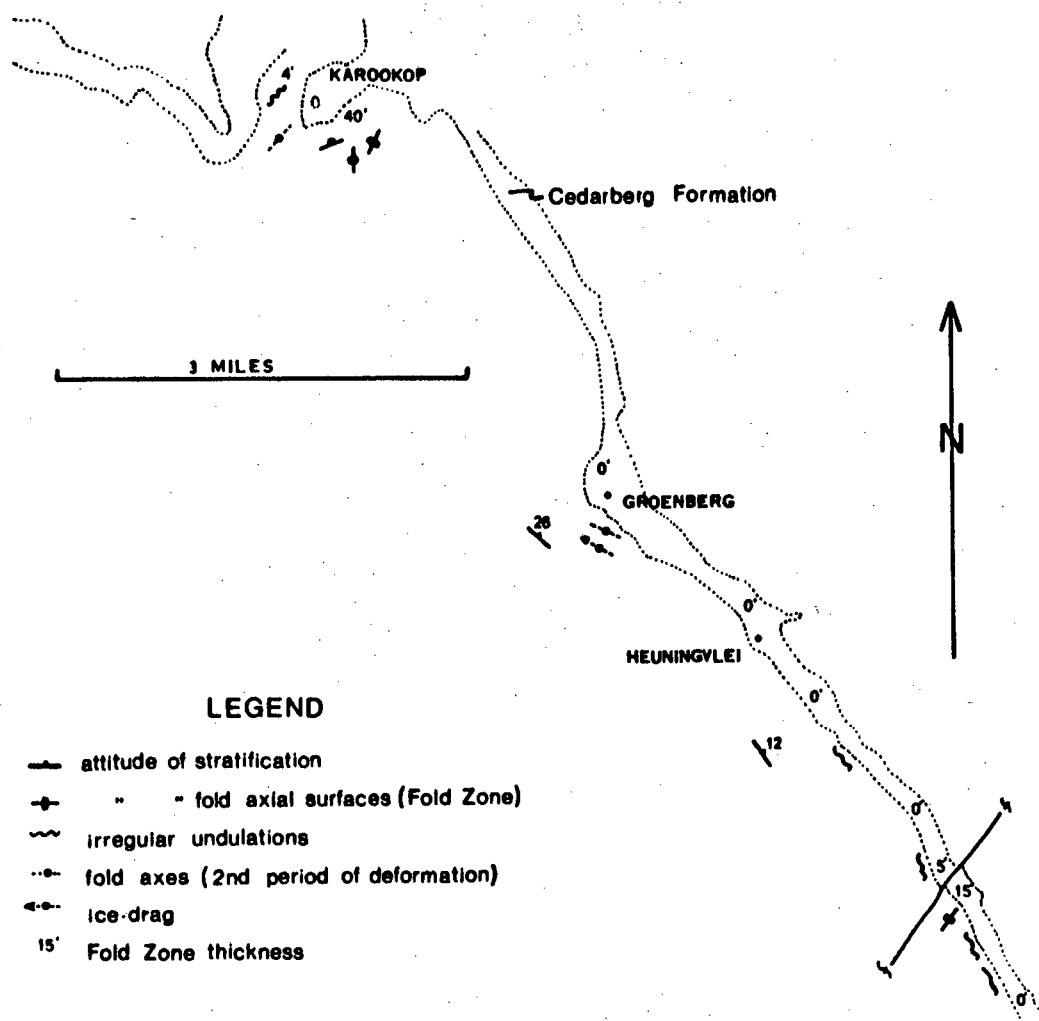 4'
KAROOKOP
0
40'
Cedarberg Formation
3 MILES
N
0'
GROENBERG
26
0'
HEUNINGVLEI
0'
12
0'
5'
15'
0'
LEGEND
attitude of stratification
" " fold axial surfaces (Fold Zone)
irregular undulations
fold axes (2nd period of deformation)
ice-drag
15' Fold Zone thickness